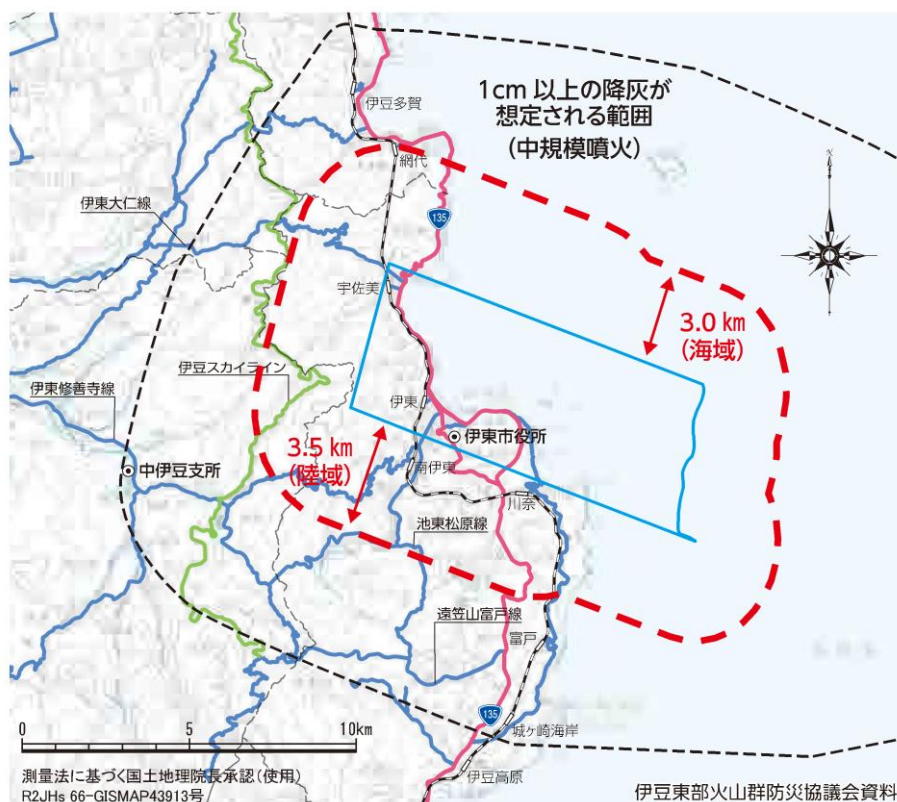 1cm 以上の降灰が
想定される範囲
(中規模噴火)
伊豆多賀
網代
伊東大仁線
135
宇佐美
3.0 km
(海域)
伊豆スカイライン
伊東修善寺線
伊東
伊東市役所
3.5 km
(陸域)
南伊東
中伊豆支所
川奈
池東松原線
遠笠山富戸線
富戸
135
城ヶ崎海岸
伊豆高原
0 5 10km
測量法に基づく国土地理院長承認(使用)
R2JHs 66-GISMAP43913号
伊豆東部火山群防災協議会資料